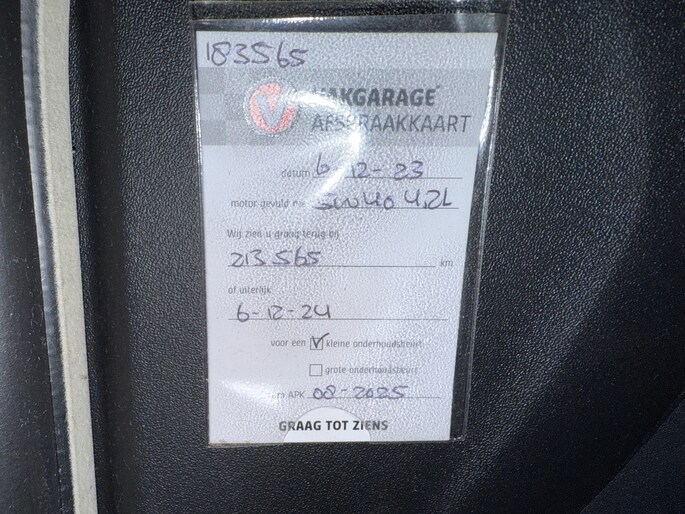 183565
VAKGARAGE
AFSPRAAKKAART
datum 6-12-23
motor gevuld met 5W40 4,2L
Wij zien u graag terug bij
213565 km
of uiterlijk
6-12-24
voor een ✓ kleine onderhoudsbeurt
grote onderhoudsbeurt
APK 08-2025
GRAAG TOT ZIENS